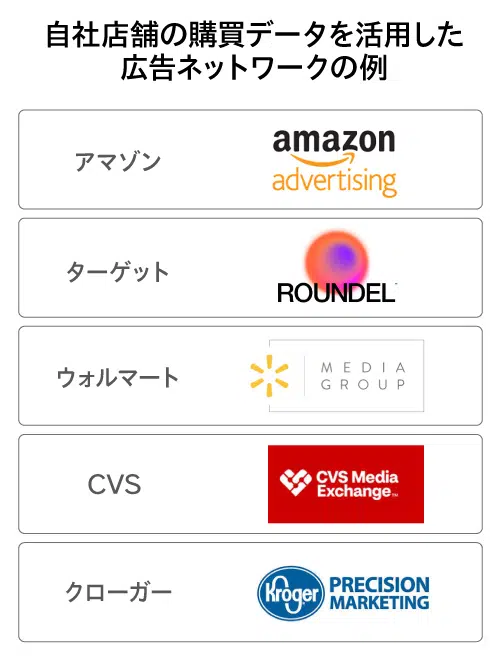 自社店舗の購買データを活用した
広告ネットワークの例
アマゾン
amazon
advertising
ターゲット
ROUNDEL
ウォルマート
MEDIA
GROUP
CVS
CVS Media
Exchange™
クローガー
Kroger
PRECISION
MARKETING